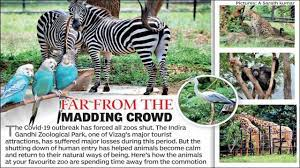 Pictures: A Sarath kumar
FAR FROM THE
MADDING CROWD
The Covid-19 outbreak has forced all zoos shut. The Indira
Gandhi Zoological Park, one of Vizag's major tourist
attractions, has suffered major losses during this period. But the
shutting down of human entry has helped animals become calm
and return to their natural ways of being. Here's how the animals
at your favourite zoo are spending time away from the commotion